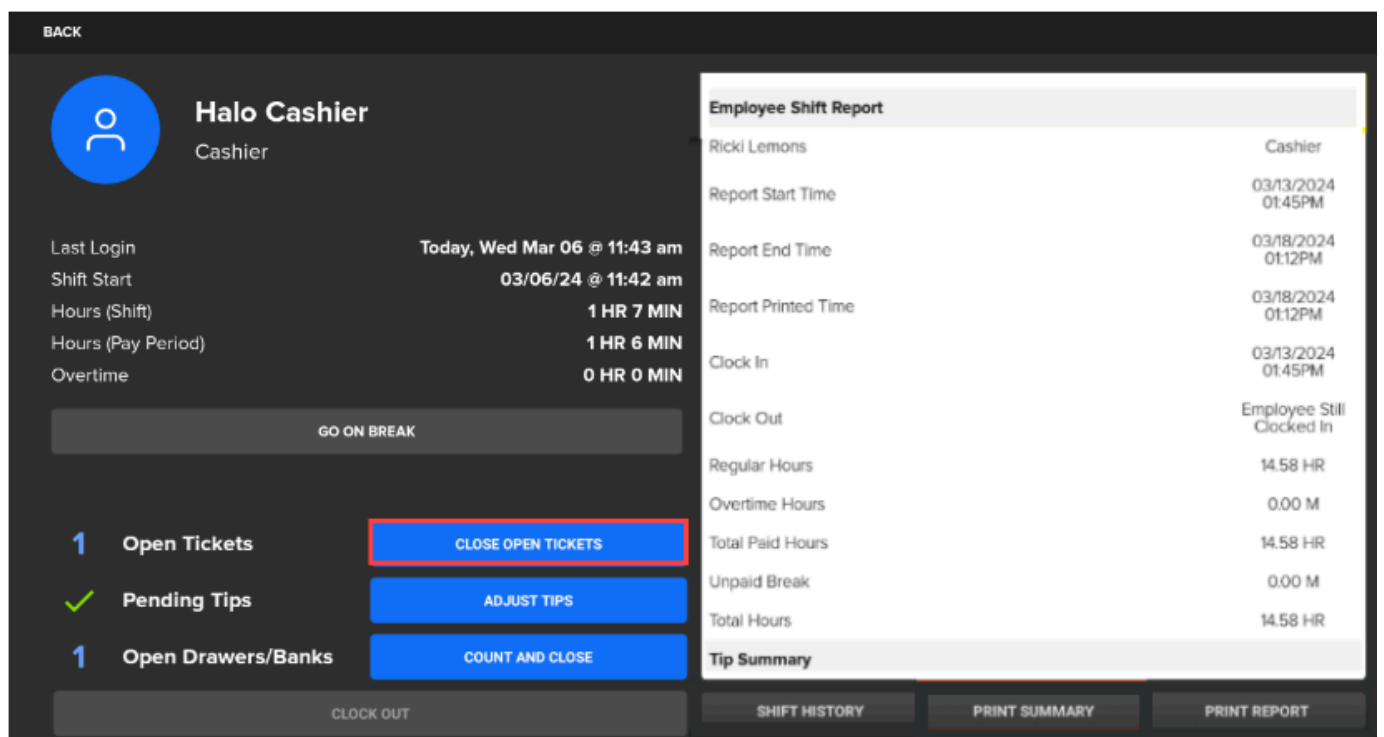 BACK
Halo Cashier
Cashier
Last Login Today, Wed Mar 06 @ 11:43 am
Shift Start 03/06/24 @ 11:42 am
Hours (Shift) 1 HR 7 MIN
Hours (Pay Period) 1 HR 6 MIN
Overtime 0 HR 0 MIN
GO ON BREAK
1 Open Tickets CLOSE OPEN TICKETS
Pending Tips ADJUST TIPS
1 Open Drawers/Banks COUNT AND CLOSE
CLOCK OUT
Employee Shift Report
Ricki Lemons Cashier
Report Start Time 03/13/2024
01:45PM
Report End Time 03/18/2024
01:12PM
Report Printed Time 03/18/2024
01:12PM
Clock In 03/13/2024
01:45PM
Clock Out Employee Still
Clocked In
Regular Hours 14.58 HR
Overtime Hours 0.00 M
Total Paid Hours 14.58 HR
Unpaid Break 0.00 M
Total Hours 14.58 HR
Tip Summary
SHIFT HISTORY PRINT SUMMARY PRINT REPORT